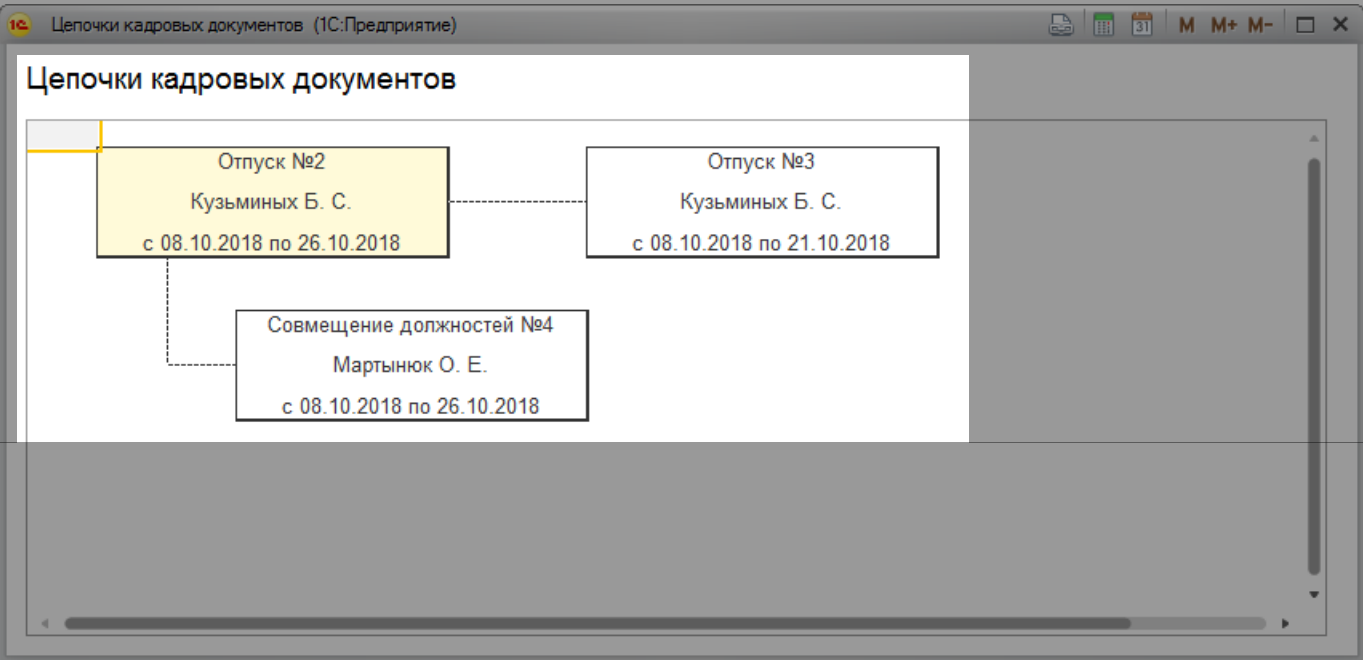 1С Цепочки кадровых документов (1С:Предприятие) 31 M M+ M-
Цепочки кадровых документов
Отпуск №2
Кузьминых Б. С.
с 08.10.2018 по 26.10.2018
Отпуск №3
Кузьминых Б. С.
с 08.10.2018 по 21.10.2018
Совмещение должностей №4
Мартынюк О. Е.
с 08.10.2018 по 26.10.2018